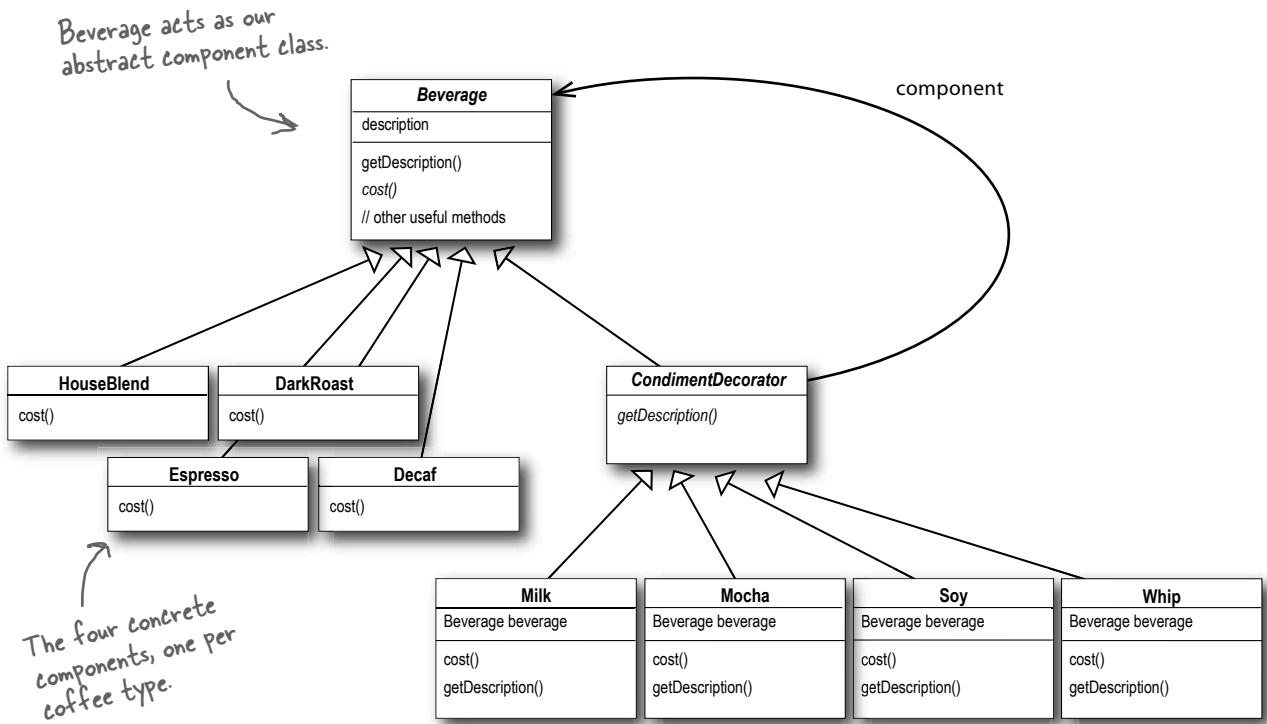 Beverage acts as our
abstract component class.
Beverage
description
getDescription()
cost()
// other useful methods
component
HouseBlend
cost()
DarkRoast
cost()
Espresso
cost()
Decaf
cost()
CondimentDecorator
getDescription()
The four concrete
components, one per
coffee type.
Milk
Beverage beverage
cost()
getDescription()
Mocha
Beverage beverage
cost()
getDescription()
Soy
Beverage beverage
cost()
getDescription()
Whip
Beverage beverage
cost()
getDescription()